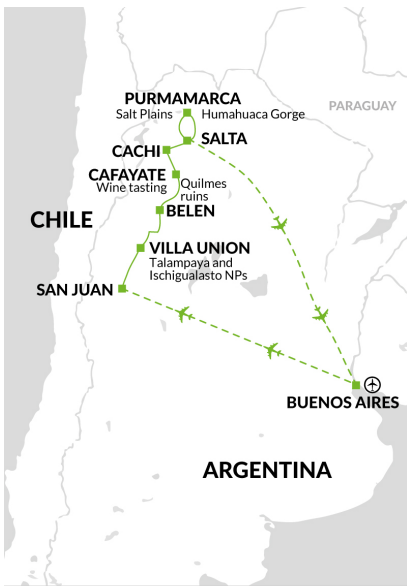 PURMAMARCA
Salt Plains
Humahuaca Gorge
PARAGUAY
SALTA
CACHI
CAFAYATE
Wine tasting
Quilmes
ruins
BELEN
CHILE
VILLA UNION
Talampaya and
Ischigualasto NPs
SAN JUAN
BUENOS AIRES
ARGENTINA